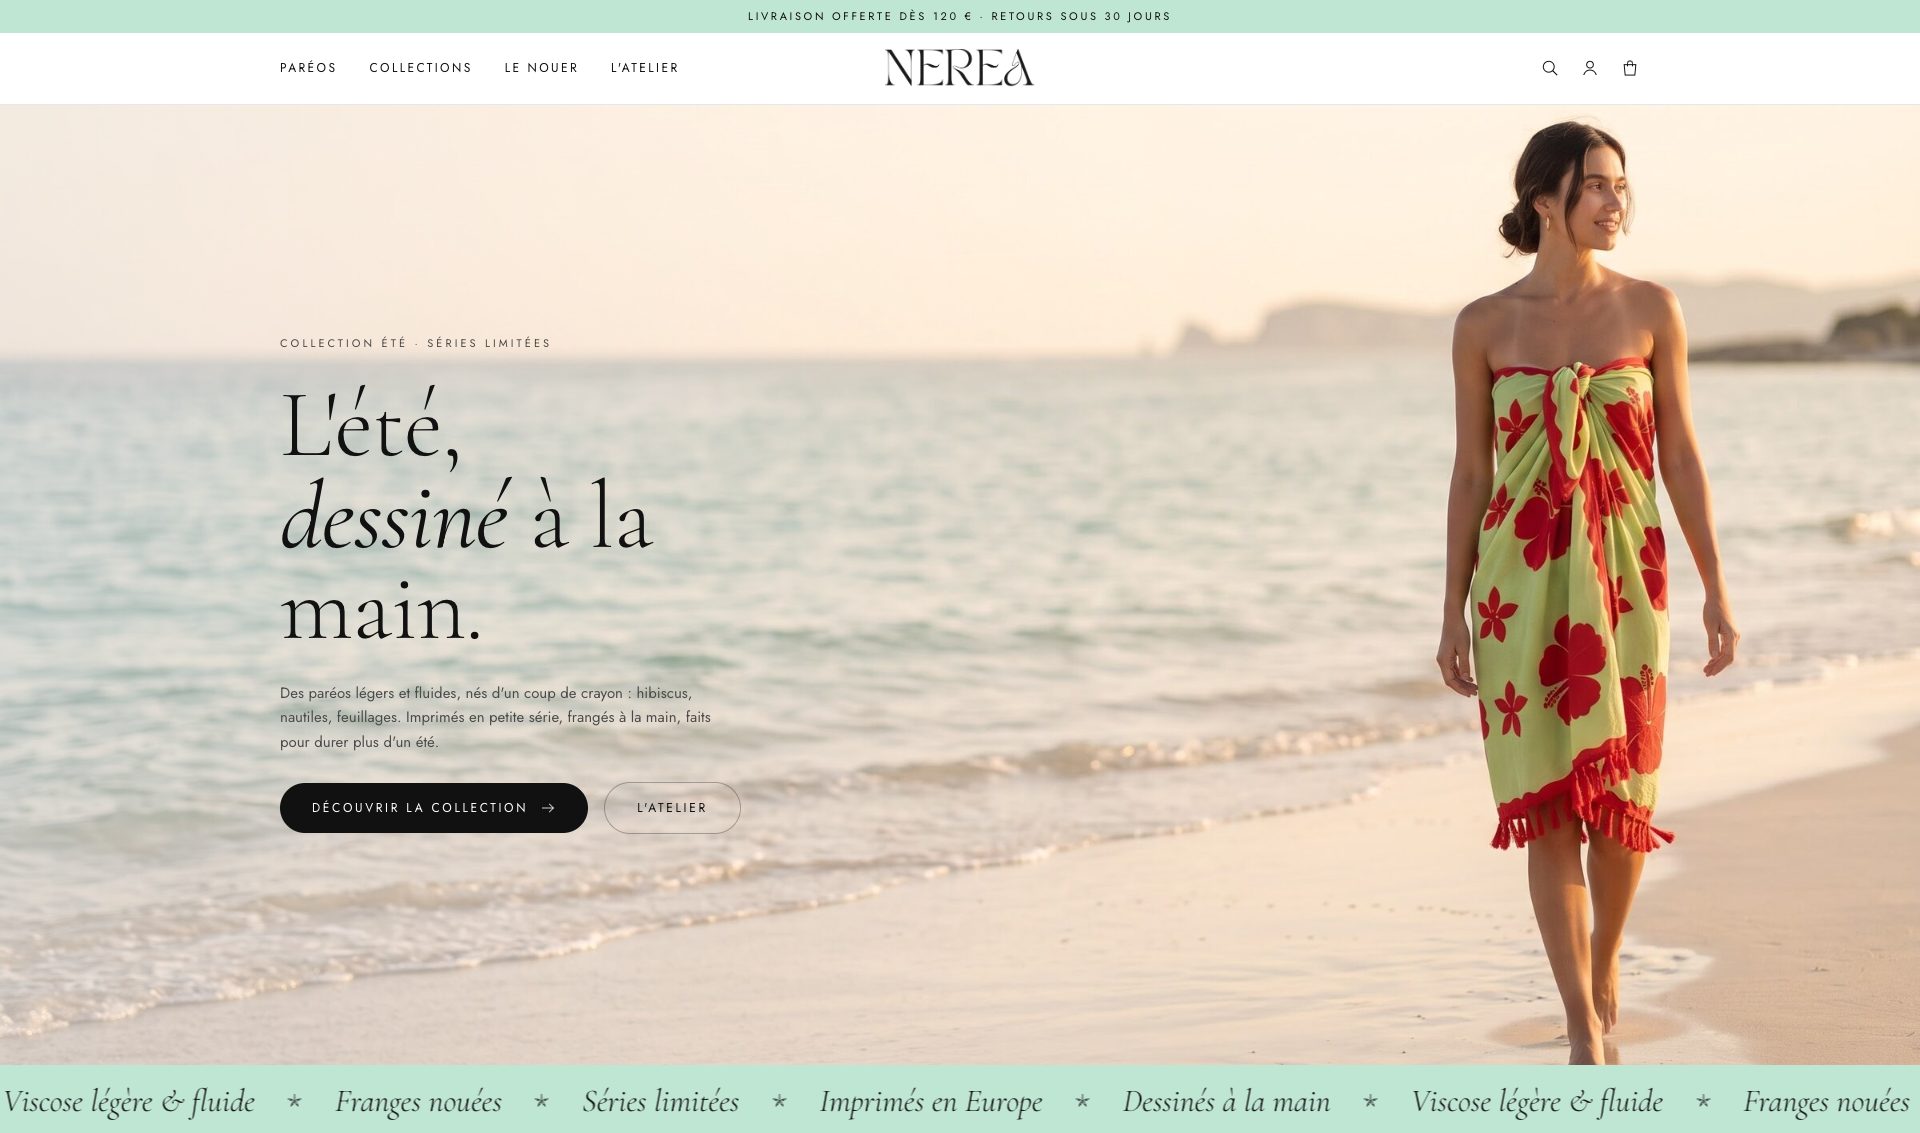 LIVRAISON OFFERTE DÈS 120 € · RETOURS SOUS 30 JOURS
PARÉOS COLLECTIONS LE NOUER L'ATELIER NEREA
COLLECTION ÉTÉ · SÉRIES LIMITÉES
L'été,
dessiné à la
main.
Des paréos légers et fluides, nés d'un coup de crayon : hibiscus,
nautiles, feuillages. Imprimés en petite série, frangés à la main, faits
pour durer plus d'un été.
DÉCOUVRIR LA COLLECTION → L'ATELIER
Viscose légère & fluide * Franges nouées * Séries limitées * Imprimés en Europe * Dessinés à la main * Viscose légère & fluide * Franges nouées